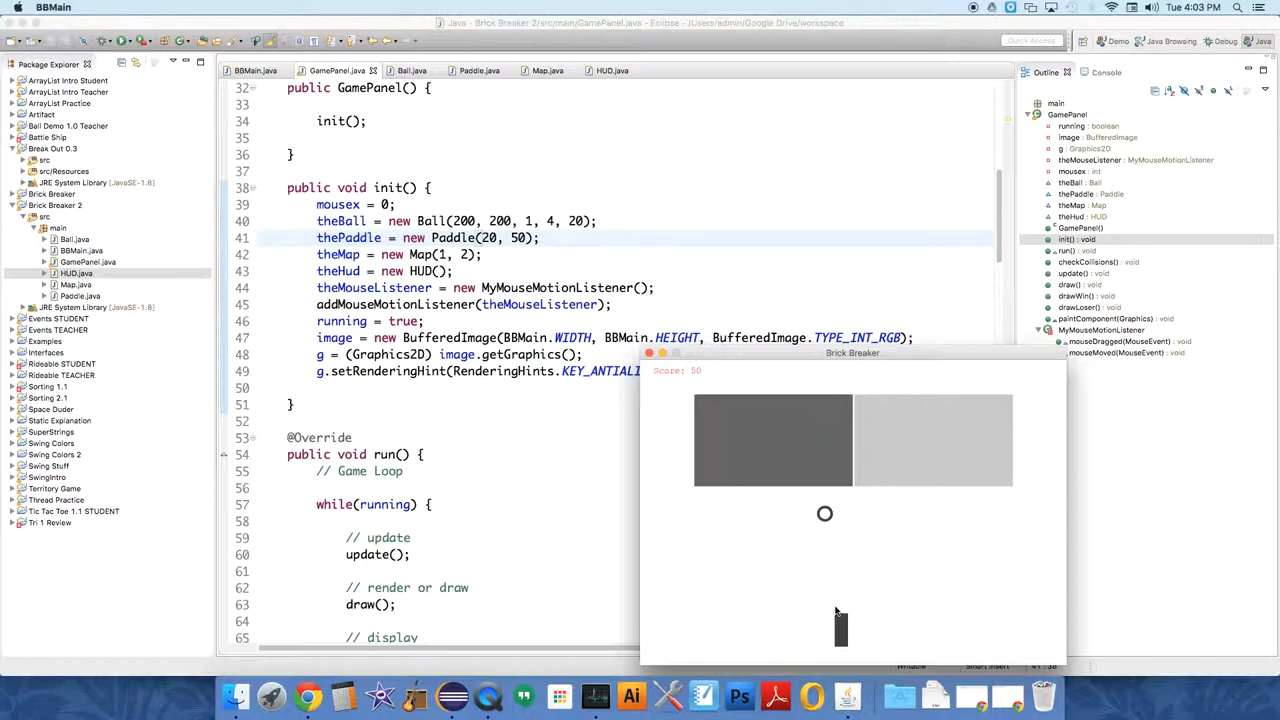 BBMain
Tue 4:03 PM
Java - Brick Breaker 2/src/main/GamePanel.java - Eclipse - /Users/admin/Google Drive/workspace
Quick Access
Demo
Java Browsing
Debug
Java
Package Explorer
ArrayList Intro Student
ArrayList Intro Teacher
ArrayList Practice
Artifact
Ball Demo 1.0 Teacher
Battle Ship
Break Out 0.3
src
src/Resources
JRE System Library [JavaSE-1.8]
Brick Breaker
Brick Breaker 2
src
main
Ball.java
BBMain.java
GamePanel.java
HUD.java
Map.java
Paddle.java
JRE System Library [JavaSE-1.8]
Events STUDENT
Events TEACHER
Examples
Interfaces
Rideable STUDENT
Rideable TEACHER
Sorting 1.1
Sorting 2.1
Space Duder
Static Explanation
SuperStrings
Swing Colors
Swing Colors 2
Swing Stuff
SwingIntro
Territory Game
Thread Practice
Tic Tac Toe 1.1 STUDENT
Tri 1 Review
BBMain.java
GamePanel.java
Ball.java
Paddle.java
Map.java
HUD.java
32 public GamePanel() {
33
34 init();
35
36 }
37
38 public void init() {
39 mousex = 0;
40 theBall = new Ball(200, 200, 1, 4, 20);
41 thePaddle = new Paddle(20, 50);
42 theMap = new Map(1, 2);
43 theHud = new HUD();
44 theMouseListener = new MyMouseMotionListener();
45 addMouseMotionListener(theMouseListener);
46 running = true;
47 image = new BufferedImage(BBMain.WIDTH, BBMain.HEIGHT, BufferedImage.TYPE_INT_RGB);
48 g = (Graphics2D) image.getGraphics();
49 g.setRenderingHint(RenderingHints.KEY_ANTIALI
50
51 }
52
53 @Override
54 public void run() {
55 // Game Loop
56
57 while(running) {
58
59 // update
60 update();
61
62 // render or draw
63 draw();
64
65 // display
Brick Breaker
Score: 50
Outline
Console
main
GamePanel
running : boolean
image : BufferedImage
g : Graphics2D
theMouseListener : MyMouseMotionListener
mousex : int
theBall : Ball
thePaddle : Paddle
theMap : Map
theHud : HUD
GamePanel()
init() : void
run() : void
checkCollisions() : void
update() : void
draw() : void
drawWin() : void
drawLoser() : void
paintComponent(Graphics) : void
MyMouseMotionListener
mouseDragged(MouseEvent) : void
mouseMoved(MouseEvent) : void
Ai
Ps